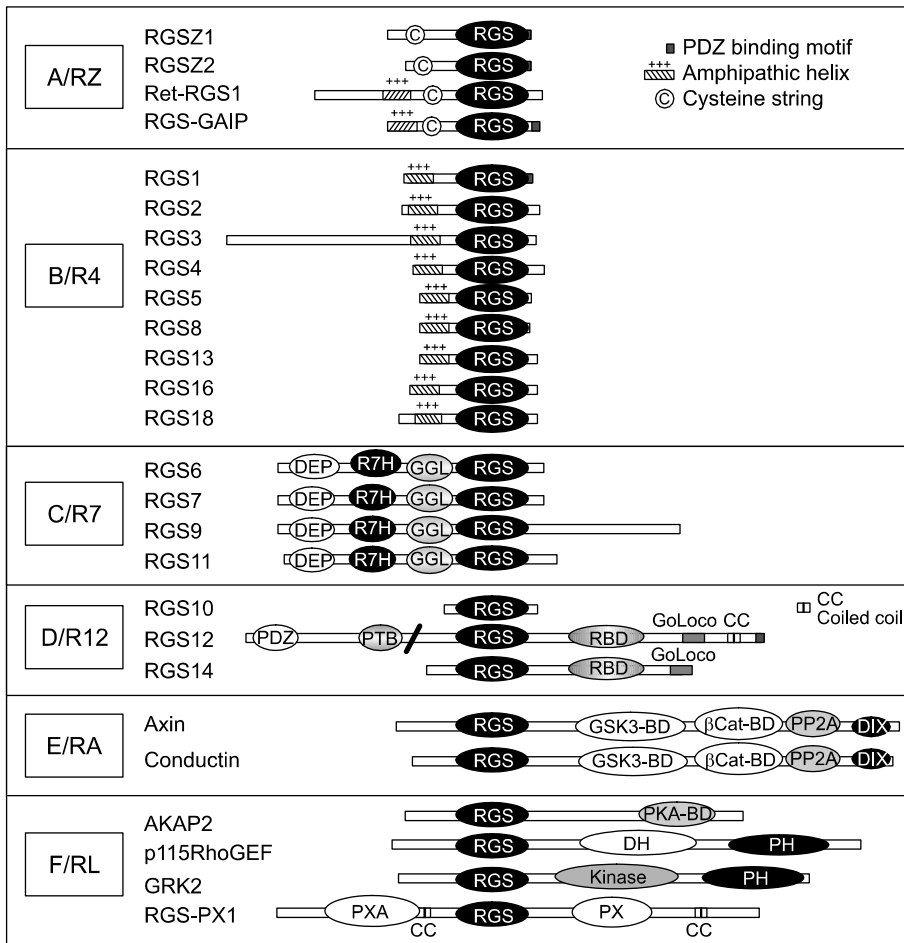 A/RZ
RGSZ1
C
RGS
RGSZ2
C
RGS
Ret-RGS1
+++
C
RGS
RGS-GAIP
+++
C
RGS
PDZ binding motif
+++
Amphipathic helix
C
Cysteine string
B/R4
RGS1
+++
RGS
RGS2
+++
RGS
RGS3
+++
RGS
RGS4
+++
RGS
RGS5
+++
RGS
RGS8
+++
RGS
RGS13
+++
RGS
RGS16
+++
RGS
RGS18
+++
RGS
C/R7
RGS6
DEP R7H GGL RGS
RGS7
DEP R7H GGL RGS
RGS9
DEP R7H GGL RGS
RGS11
DEP R7H GGL RGS
D/R12
RGS10
RGS
CC
Coiled coil
RGS12
PDZ PTB RGS RBD GoLoco CC
RGS14
RGS RBD GoLoco
E/RA
Axin
RGS GSK3-BD βCat-BD PP2A DIX
Conductin
RGS GSK3-BD βCat-BD PP2A DIX
F/RL
AKAP2
RGS PKA-BD
p115RhoGEF
RGS DH PH
GRK2
RGS Kinase PH
RGS-PX1
PXA CC RGS PX CC